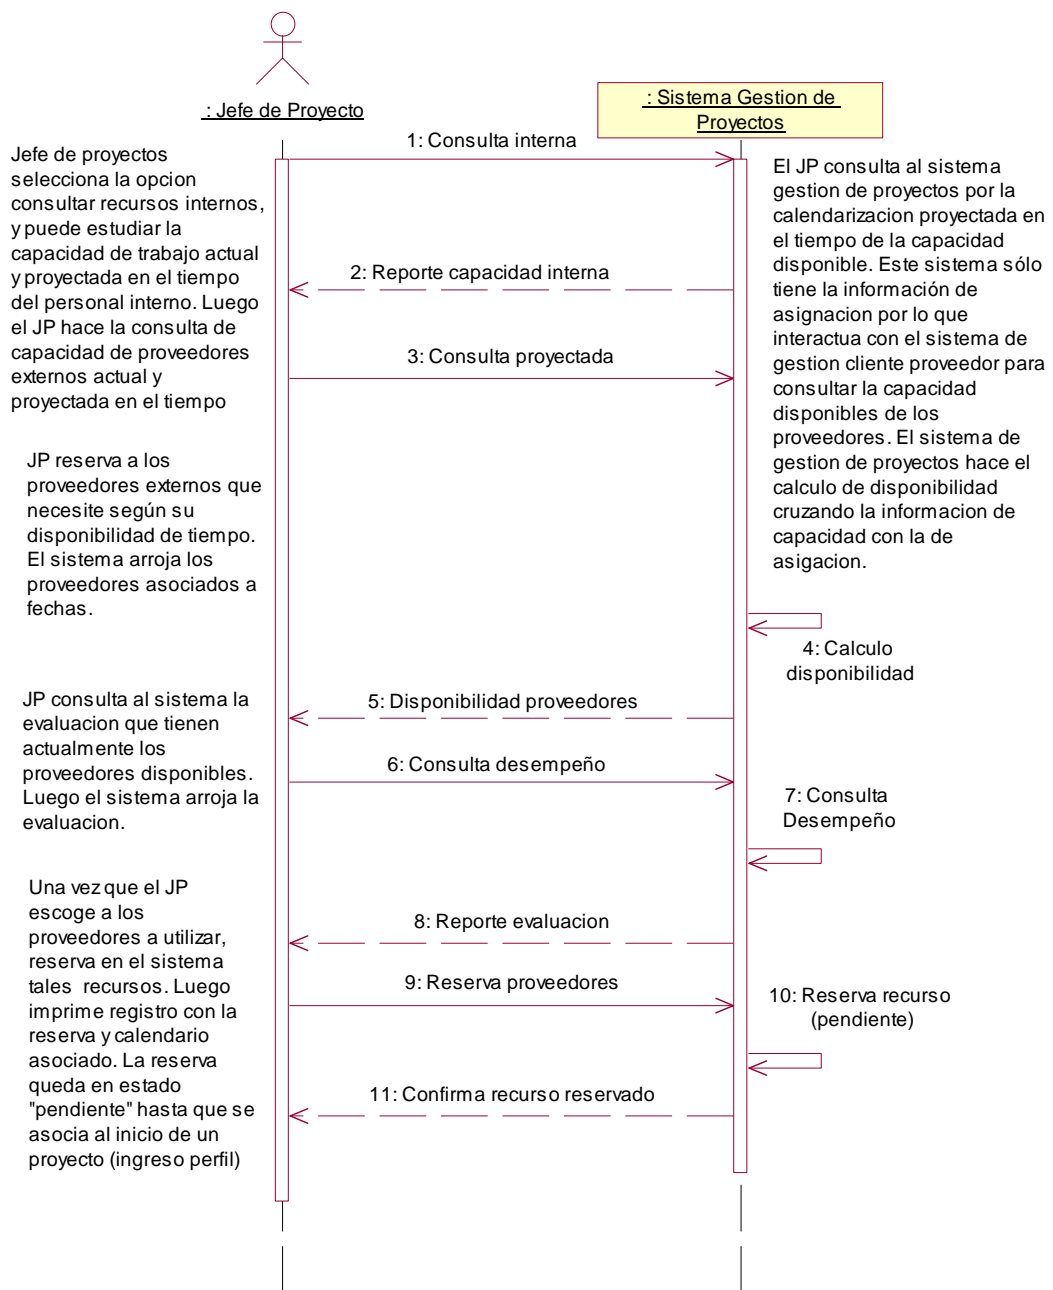 : Jefe de Proyecto
: Sistema Gestion de
Proyectos
1: Consulta interna
Jefe de proyectos
selecciona la opcion
consultar recursos internos,
y puede estudiar la
capacidad de trabajo actual
y proyectada en el tiempo
del personal interno. Luego
el JP hace la consulta de
capacidad de proveedores
externos actual y
proyectada en el tiempo
El JP consulta al sistema
gestion de proyectos por la
calendarizacion proyectada en
el tiempo de la capacidad
disponible. Este sistema sólo
tiene la información de
asignacion por lo que
interactua con el sistema de
gestion cliente proveedor para
consultar la capacidad
disponibles de los
proveedores. El sistema de
gestion de proyectos hace el
calculo de disponibilidad
cruzando la informacion de
capacidad con la de
asigacion.
2: Reporte capacidad interna
3: Consulta proyectada
JP reserva a los
proveedores externos que
necesite según su
disponibilidad de tiempo.
El sistema arroja los
proveedores asociados a
fechas.
4: Calculo
disponibilidad
5: Disponibilidad proveedores
JP consulta al sistema la
evaluacion que tienen
actualmente los
proveedores disponibles.
Luego el sistema arroja la
evaluacion.
6: Consulta desempeño
7: Consulta
Desempeño
Una vez que el JP
escoge a los
proveedores a utilizar,
reserva en el sistema
tales recursos. Luego
imprime registro con la
reserva y calendario
asociado. La reserva
queda en estado
"pendiente" hasta que se
asocia al inicio de un
proyecto (ingreso perfil)
8: Reporte evaluacion
9: Reserva proveedores
10: Reserva recurso
(pendiente)
11: Confirma recurso reservado